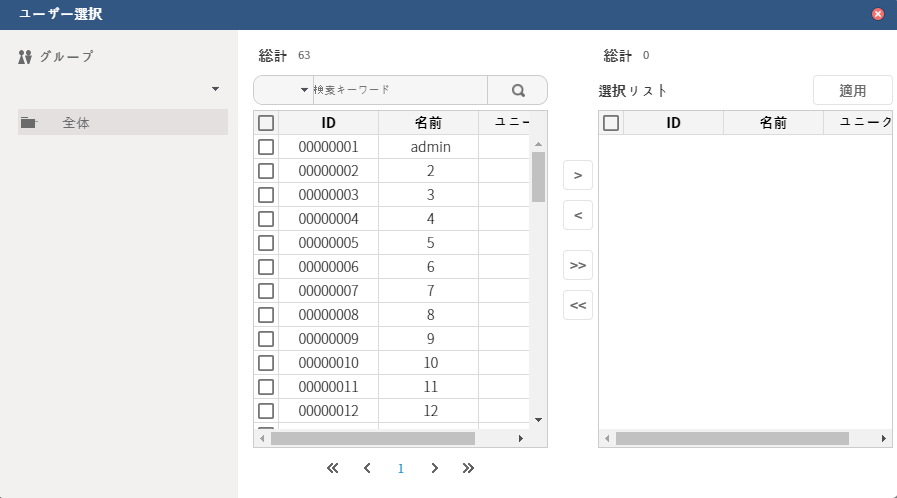 ユーザー選択
グループ
全体
総計 63
検索キーワード
ID 名前 ユニー
00000001 admin
00000002 2
00000003 3
00000004 4
00000005 5
00000006 6
00000007 7
00000008 8
00000009 9
00000010 10
00000011 11
00000012 12
1
>
<
>>
<<
総計 0
選択リスト 適用
ID 名前 ユニーク